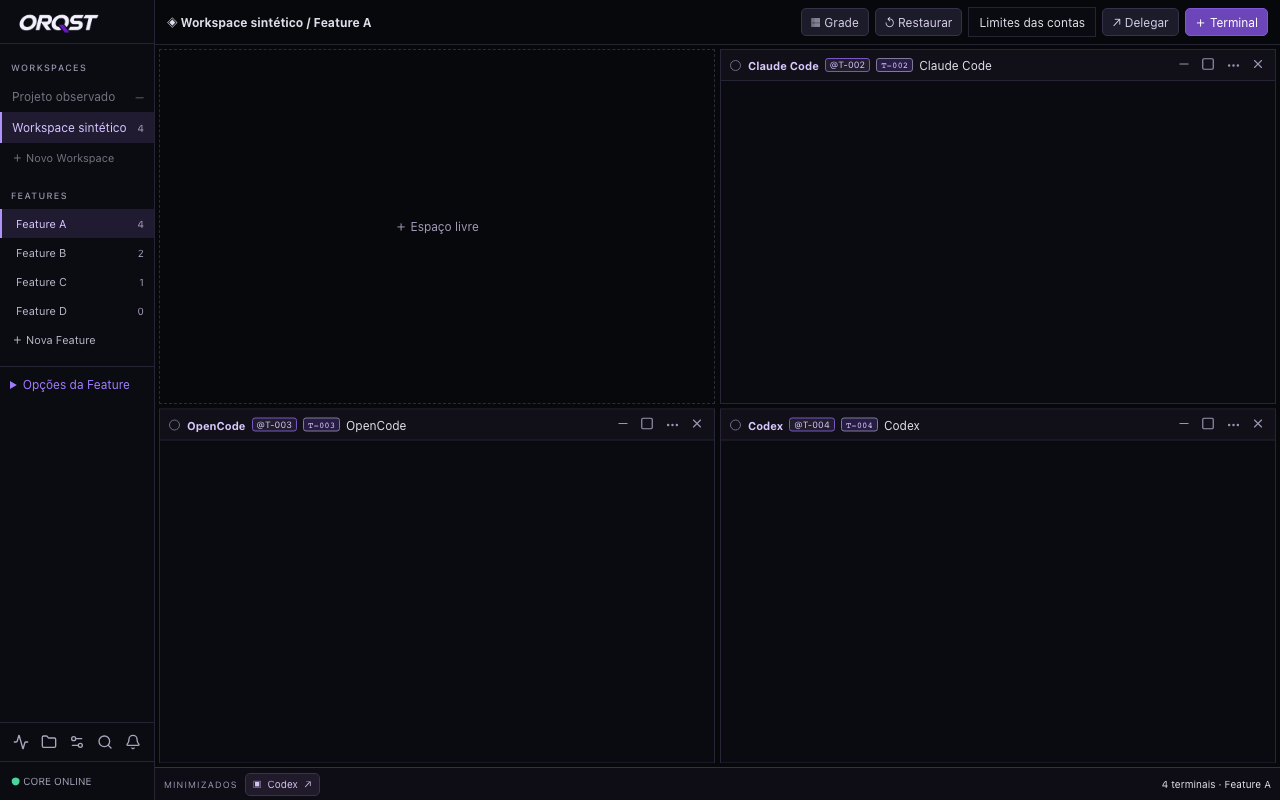 ORQST
◈ Workspace sintético / Feature A
Grade
Restaurar
Limites das contas
↗ Delegar
+ Terminal
WORKSPACES
Projeto observado —
Workspace sintético 4
+ Novo Workspace
FEATURES
Feature A 4
Feature B 2
Feature C 1
Feature D 0
+ Nova Feature
▶ Opções da Feature
CORE ONLINE
+ Espaço livre
Claude Code @T-002 T-002 Claude Code
OpenCode @T-003 T-003 OpenCode
Codex @T-004 T-004 Codex
MINIMIZADOS
Codex ↗
4 terminais · Feature A